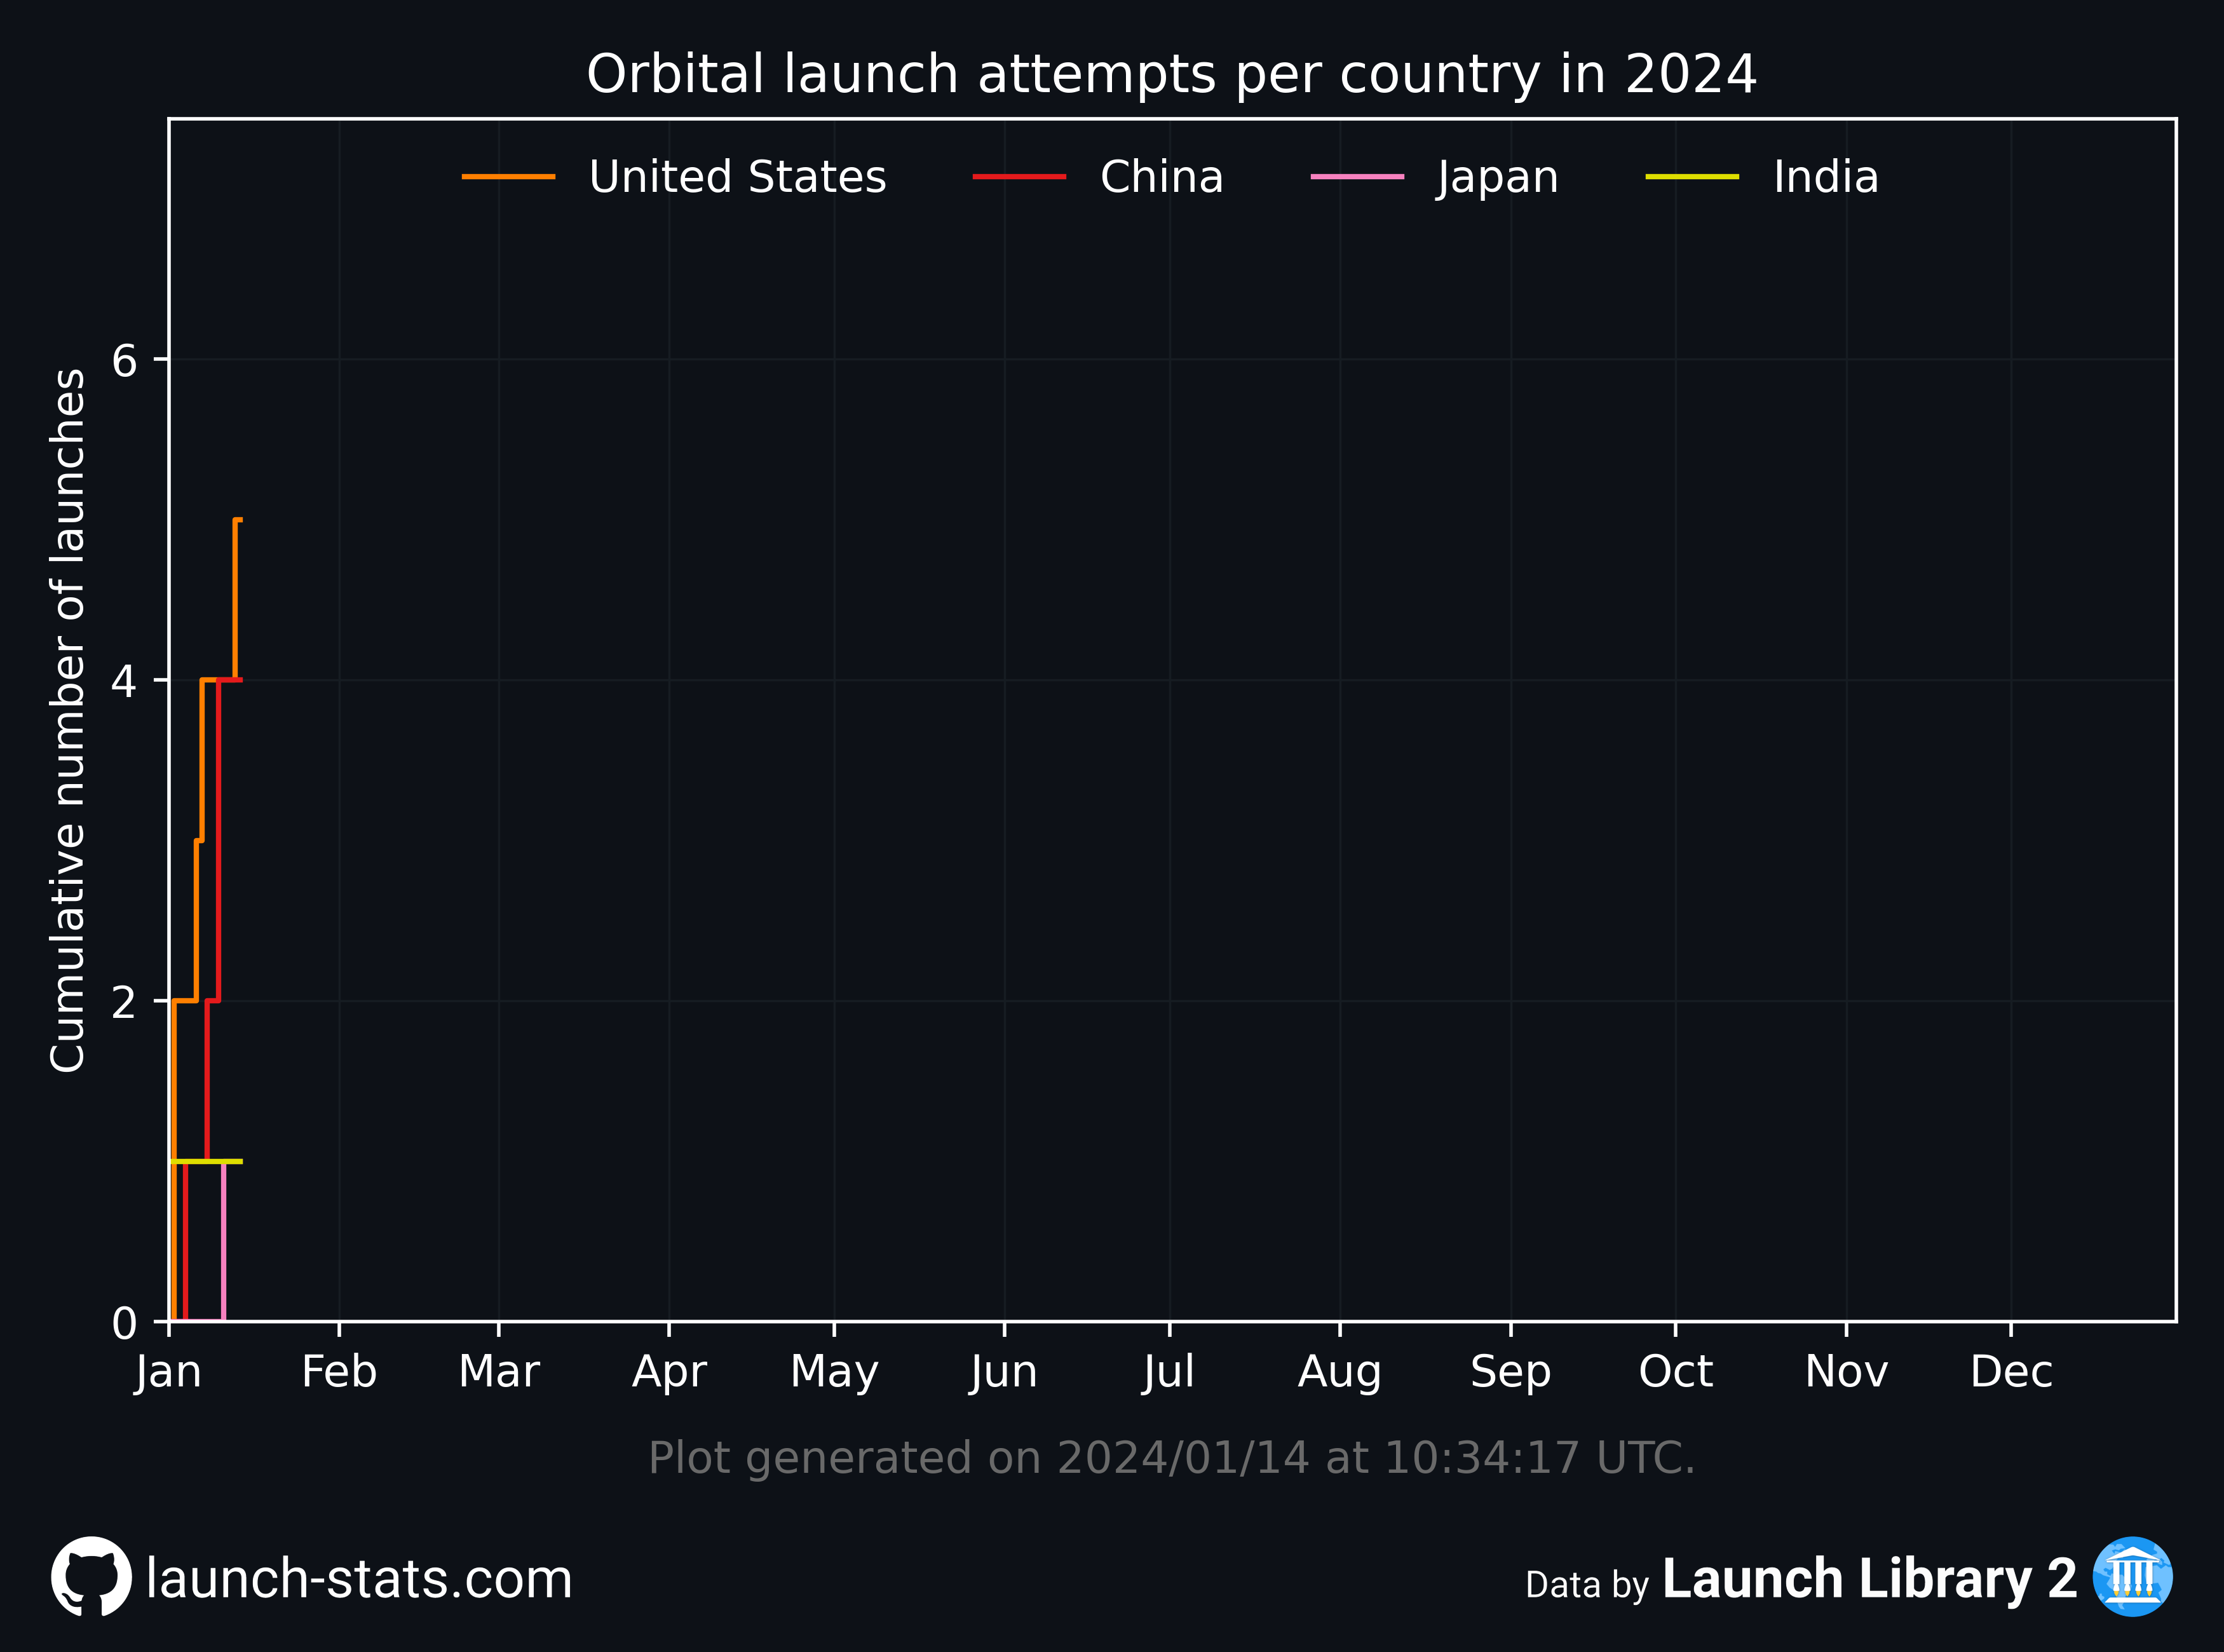 Orbital launch attempts per country in 2024
United States China Japan India
Cumulative number of launches
6
4
2
0
Jan Feb Mar Apr May Jun Jul Aug Sep Oct Nov Dec
Plot generated on 2024/01/14 at 10:34:17 UTC.
launch-stats.com
Data by Launch Library 2